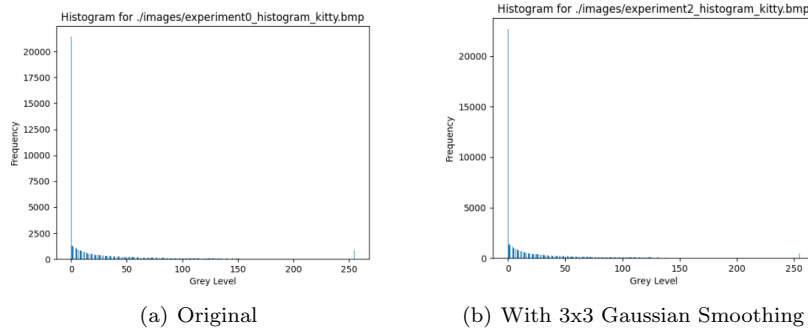 Histogram for ./images/experiment0_histogram_kitty.bmp
20000
17500
15000
12500
10000
7500
5000
2500
0
Frequency
0 50 100 150 200 250
Grey Level
(a) Original
Histogram for ./images/experiment2_histogram_kitty.bmp
20000
15000
10000
5000
0
Frequency
0 50 100 150 200 250
Grey Level
(b) With 3x3 Gaussian Smoothing